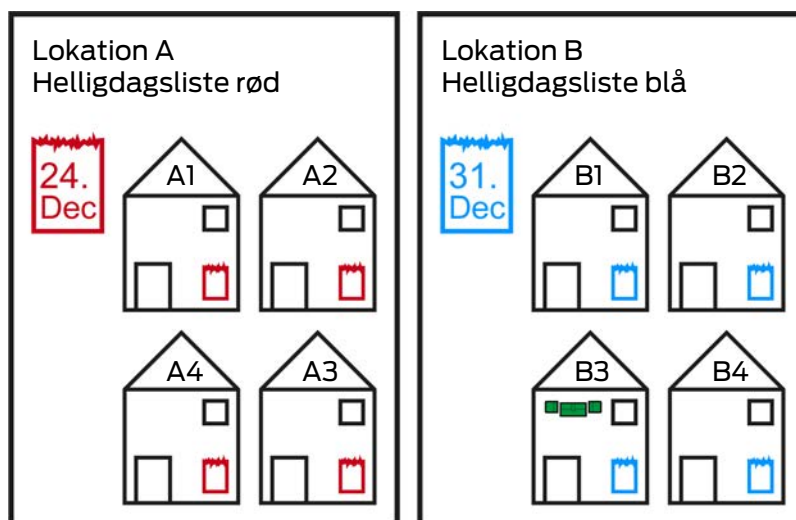 Lokation A
Helligdagsliste rød
24.
Dec
A1
A2
A4
A3
Lokation B
Helligdagsliste blå
31.
Dec
B1
B2
B3
B4